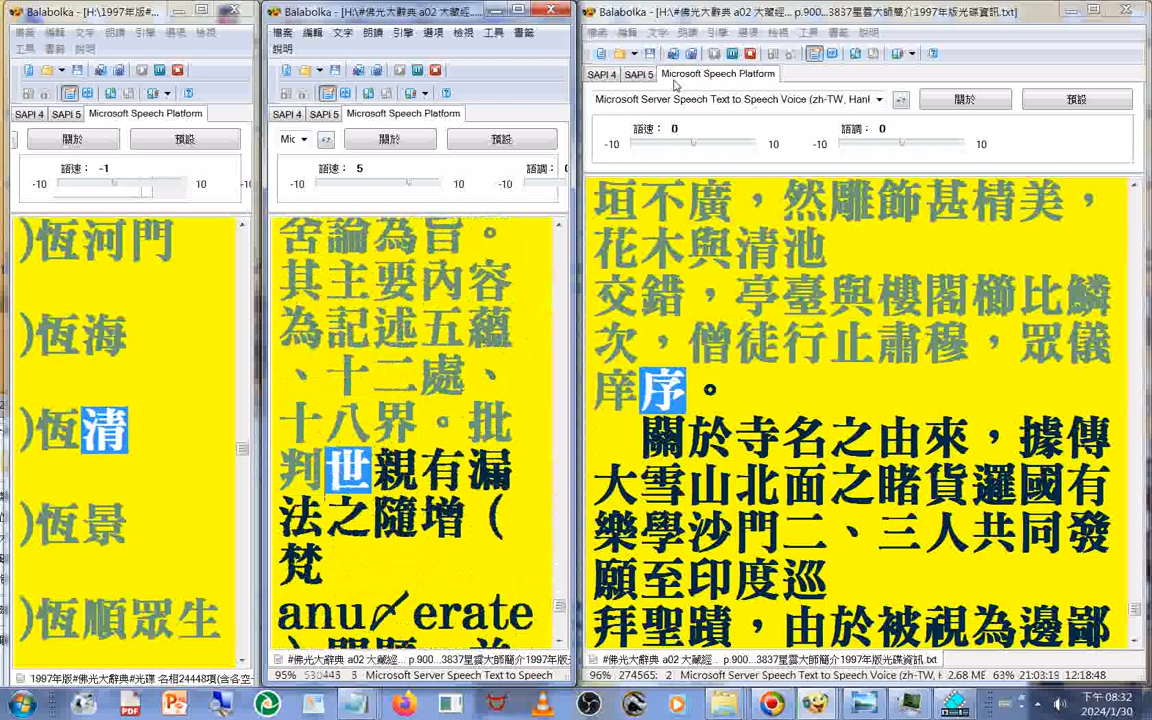 Balabolka - [H:\1997年版#...
檔案 編輯 文字 朗讀 引擎 選項 檢視
工具 書籤 說明
SAPI 4 SAPI 5 Microsoft Speech Platform
關於 預設
語速： -1
-10 10
)恆河門
)恆海
)恆清
)恆景
)恆順眾生
1997年版#佛光大辭典#光碟 名相24448項(含各空
Balabolka - [H:\#佛光大辭典 a02 大藏經...
檔案 編輯 文字 朗讀 引擎 選項 檢視 工具 書籤
說明
SAPI 4 SAPI 5 Microsoft Speech Platform
Mic 關於 預設
語速： 5 語調：
-10 10 -10
舍論為旨。
其主要內容
為記述五蘊
、十二處、
十八界。批
判世親有漏
法之隨增（
梵
anu〆erate
#佛光大辭典 a02 大藏經... p.900...3837星雲大師簡介1997年版
95% 530443 Microsoft Server Speech Text to Speech
Balabolka - [H:\#佛光大辭典 a02 大藏經... p.900...3837星雲大師簡介1997年版光碟資訊.txt]
檔案 編輯 文字 朗讀 引擎 選項 檢視 工具 書籤 說明
SAPI 4 SAPI 5 Microsoft Speech Platform
Microsoft Server Speech Text to Speech Voice (zh-TW, Hanl 關於 預設
語速： 0 語調： 0
-10 10 -10 10
垣不廣，然雕飾甚精美，
花木與清池
交錯，亭臺與樓閣櫛比鱗
次，僧徒行止肅穆，眾儀
庠序。
關於寺名之由來，據傳
大雪山北面之睹貨邏國有
樂學沙門二、三人共同發
願至印度巡
拜聖蹟，由於被視為邊鄙
#佛光大辭典 a02 大藏經... p.900...3837星雲大師簡介1997年版光碟資訊.txt
96% 274565: Microsoft Server Speech Text to Speech Voice (zh-TW, H 2.68 ME 63% 21:03:19 12:18:48
下午 08:32
2024/1/30